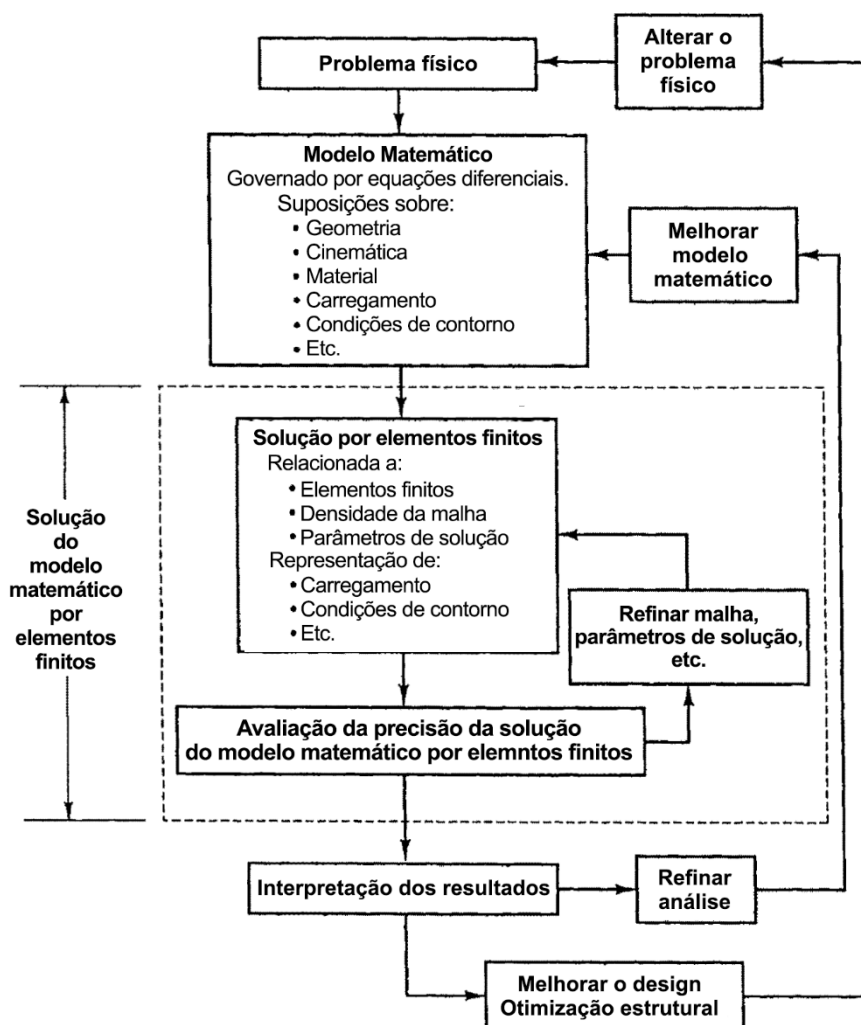 Problema físico
Alterar o
problema
físico
Modelo Matemático
Governado por equações diferenciais.
Suposições sobre:
• Geometria
• Cinemática
• Material
• Carregamento
• Condições de contorno
• Etc.
Melhorar
modelo
matemático
Solução
do
modelo
matemático
por
elementos
finitos
Solução por elementos finitos
Relacionada a:
• Elementos finitos
• Densidade da malha
• Parâmetros de solução
Representação de:
• Carregamento
• Condições de contorno
• Etc.
Refinar malha,
parâmetros de solução,
etc.
Avaliação da precisão da solução
do modelo matemático por elemntos finitos
Interpretação dos resultados
Refinar
análise
Melhorar o design
Otimização estrutural